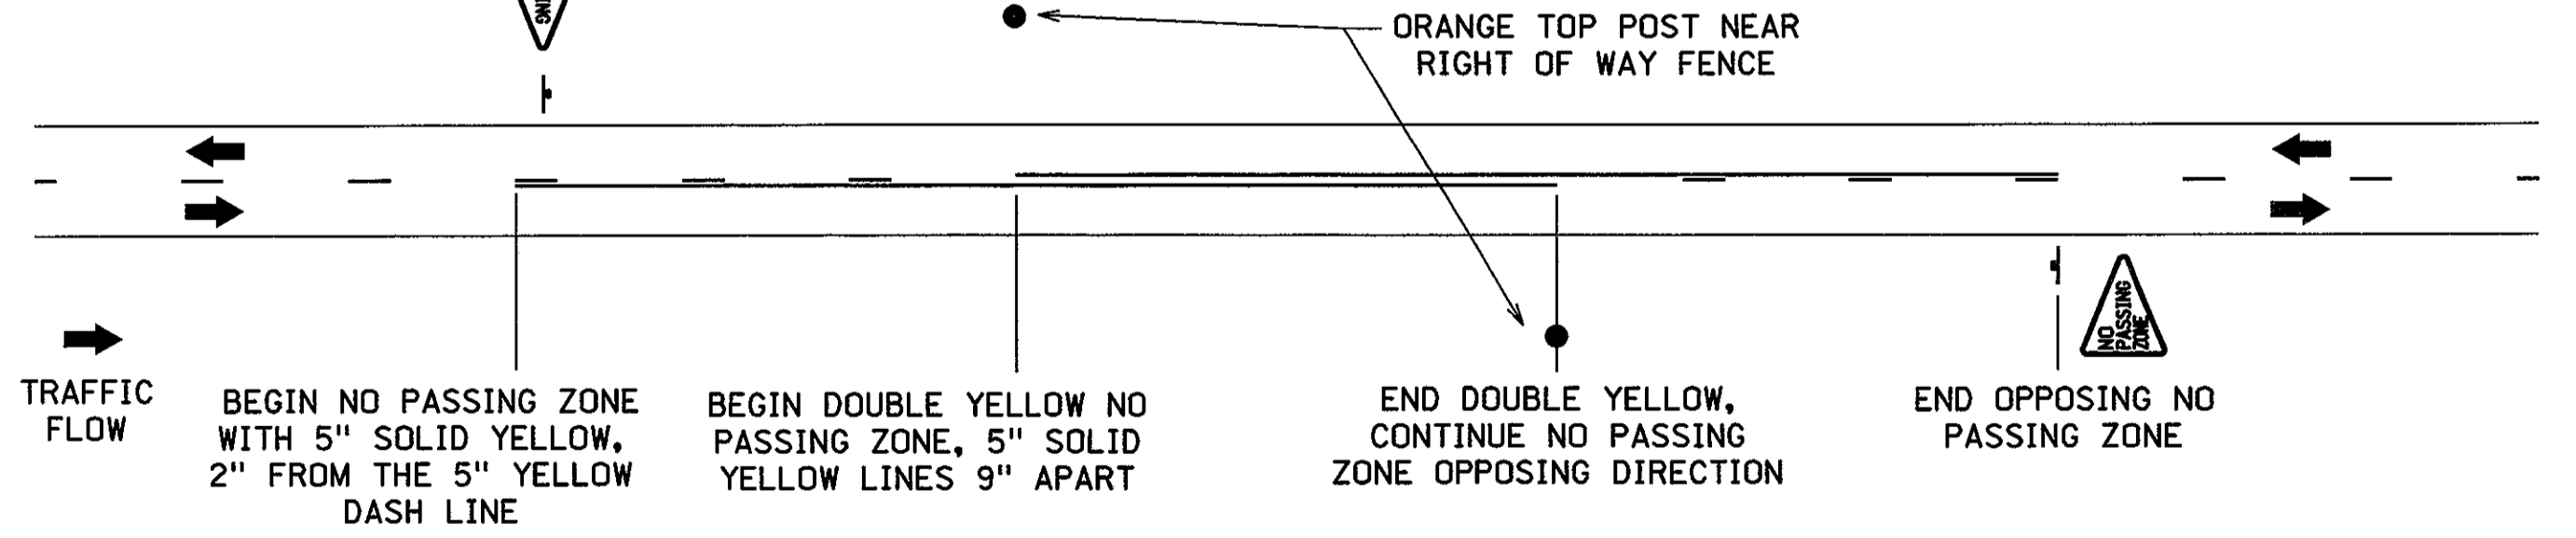 ING
ORANGE TOP POST NEAR
RIGHT OF WAY FENCE
NO
PASSING
ZONE
TRAFFIC
FLOW
BEGIN NO PASSING ZONE
WITH 5" SOLID YELLOW,
2" FROM THE 5" YELLOW
DASH LINE
BEGIN DOUBLE YELLOW NO
PASSING ZONE, 5" SOLID
YELLOW LINES 9" APART
END DOUBLE YELLOW,
CONTINUE NO PASSING
ZONE OPPOSING DIRECTION
END OPPOSING NO
PASSING ZONE